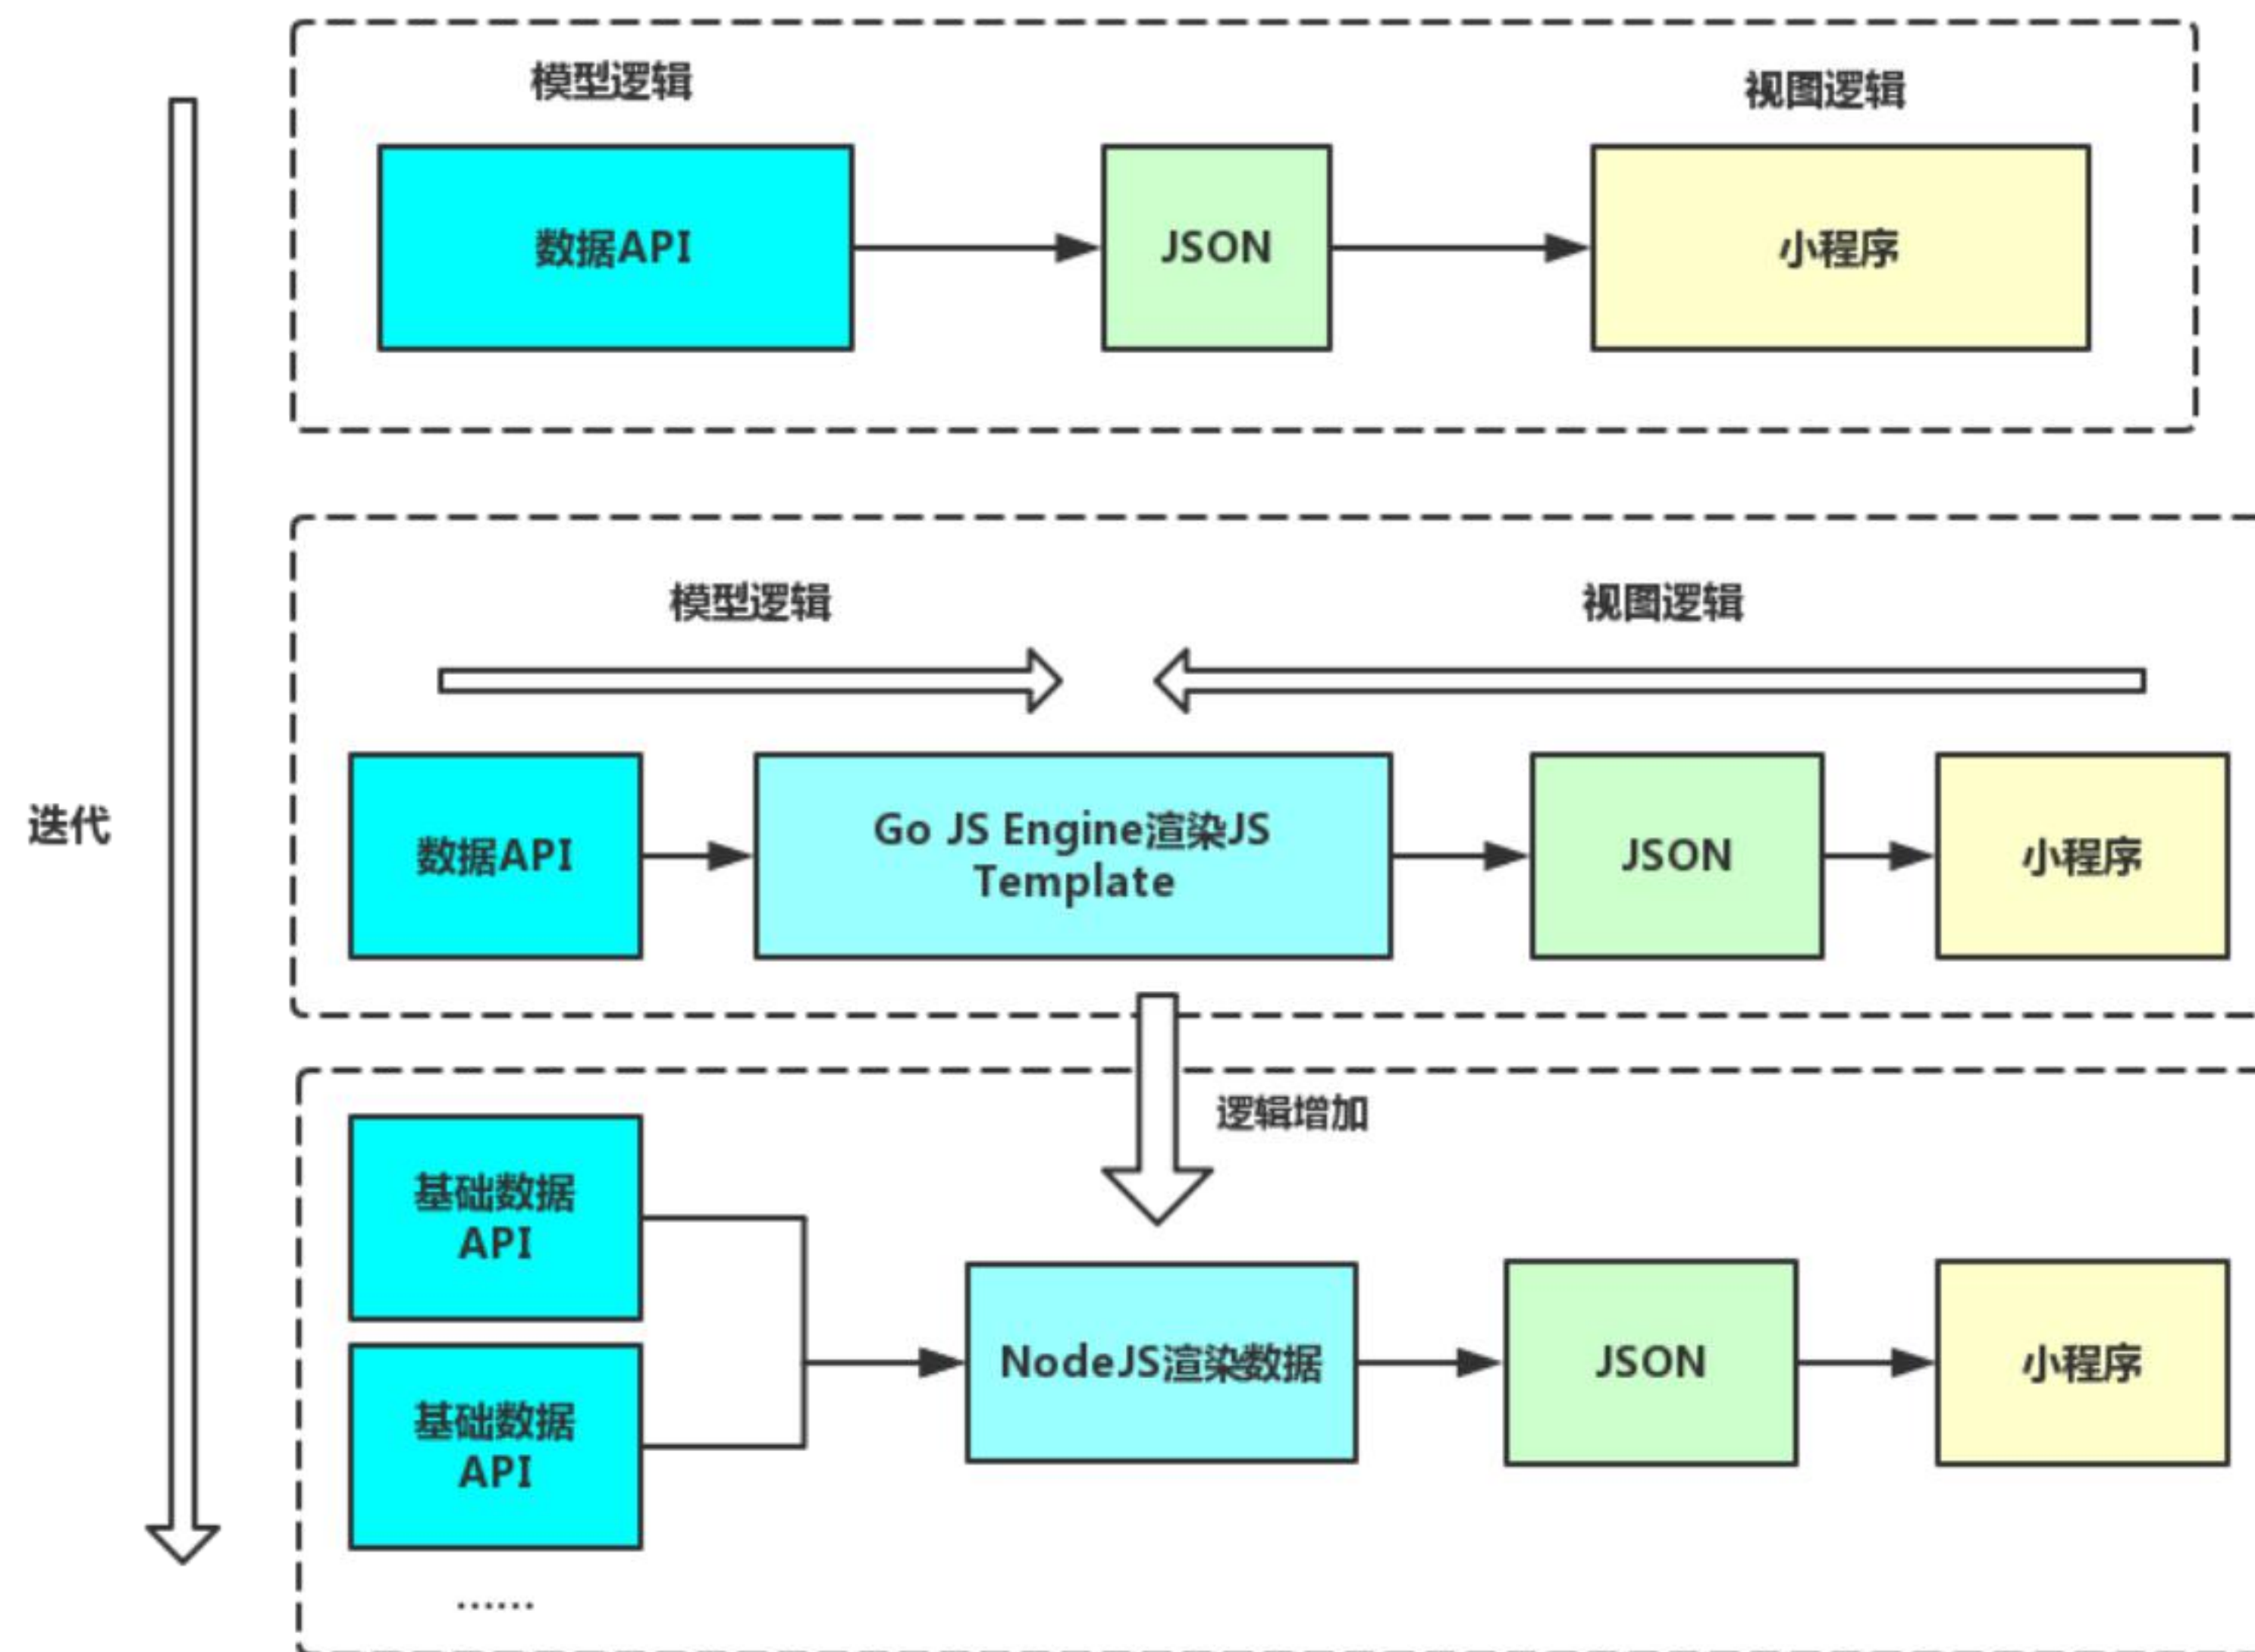 模型逻辑
视图逻辑
数据API
JSON
小程序
模型逻辑
视图逻辑
迭代
数据API
Go JS Engine渲染JS
Template
JSON
小程序
逻辑增加
基础数据
API
NodeJS渲染数据
JSON
小程序
基础数据
API
······